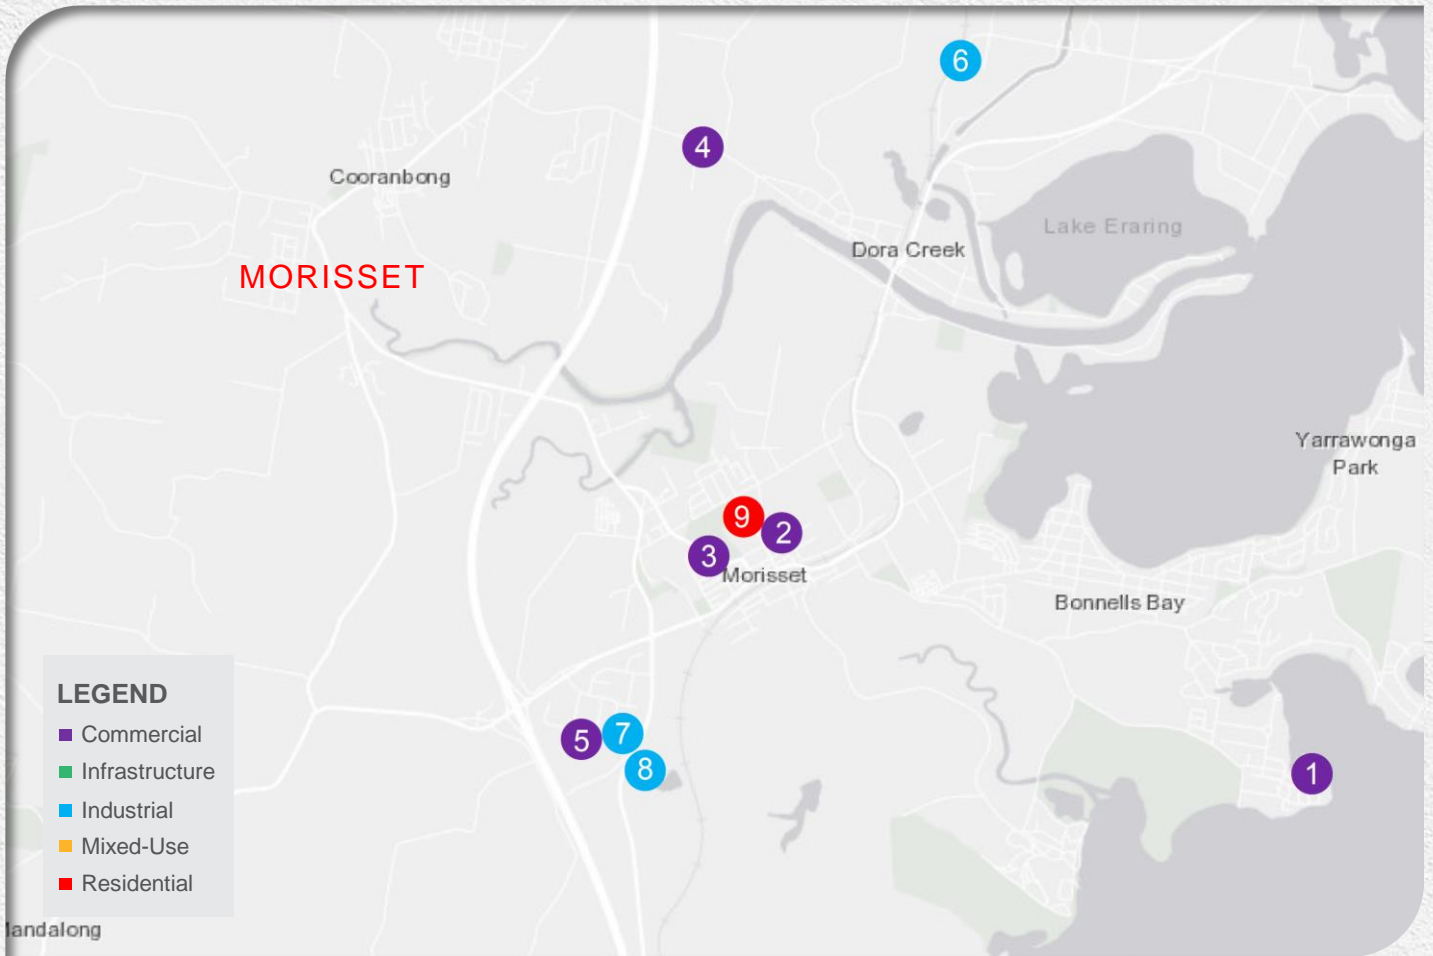 6
4
Cooranbong
Lake Eraring
Dora Creek
MORISSET
Yarrawonga
Park
9
2
3
Morisset
Bonnells Bay
LEGEND
Commercial
Infrastructure
Industrial
Mixed-Use
Residential
5
7
8
1